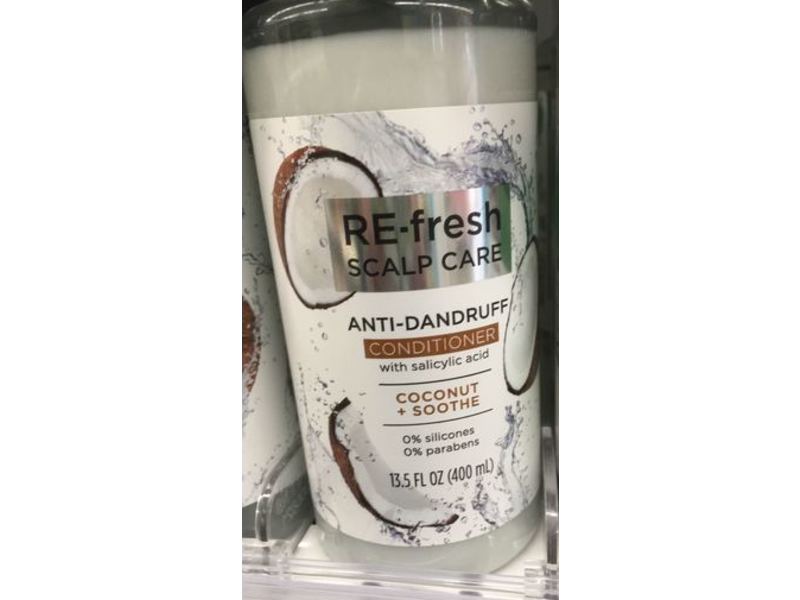 RE-fresh
SCALP CARE
ANTI-DANDRUFF
CONDITIONER
with salicylic acid
COCONUT
+ SOOTHE
0% silicones
0% parabens
13.5 FL OZ (400 mL)